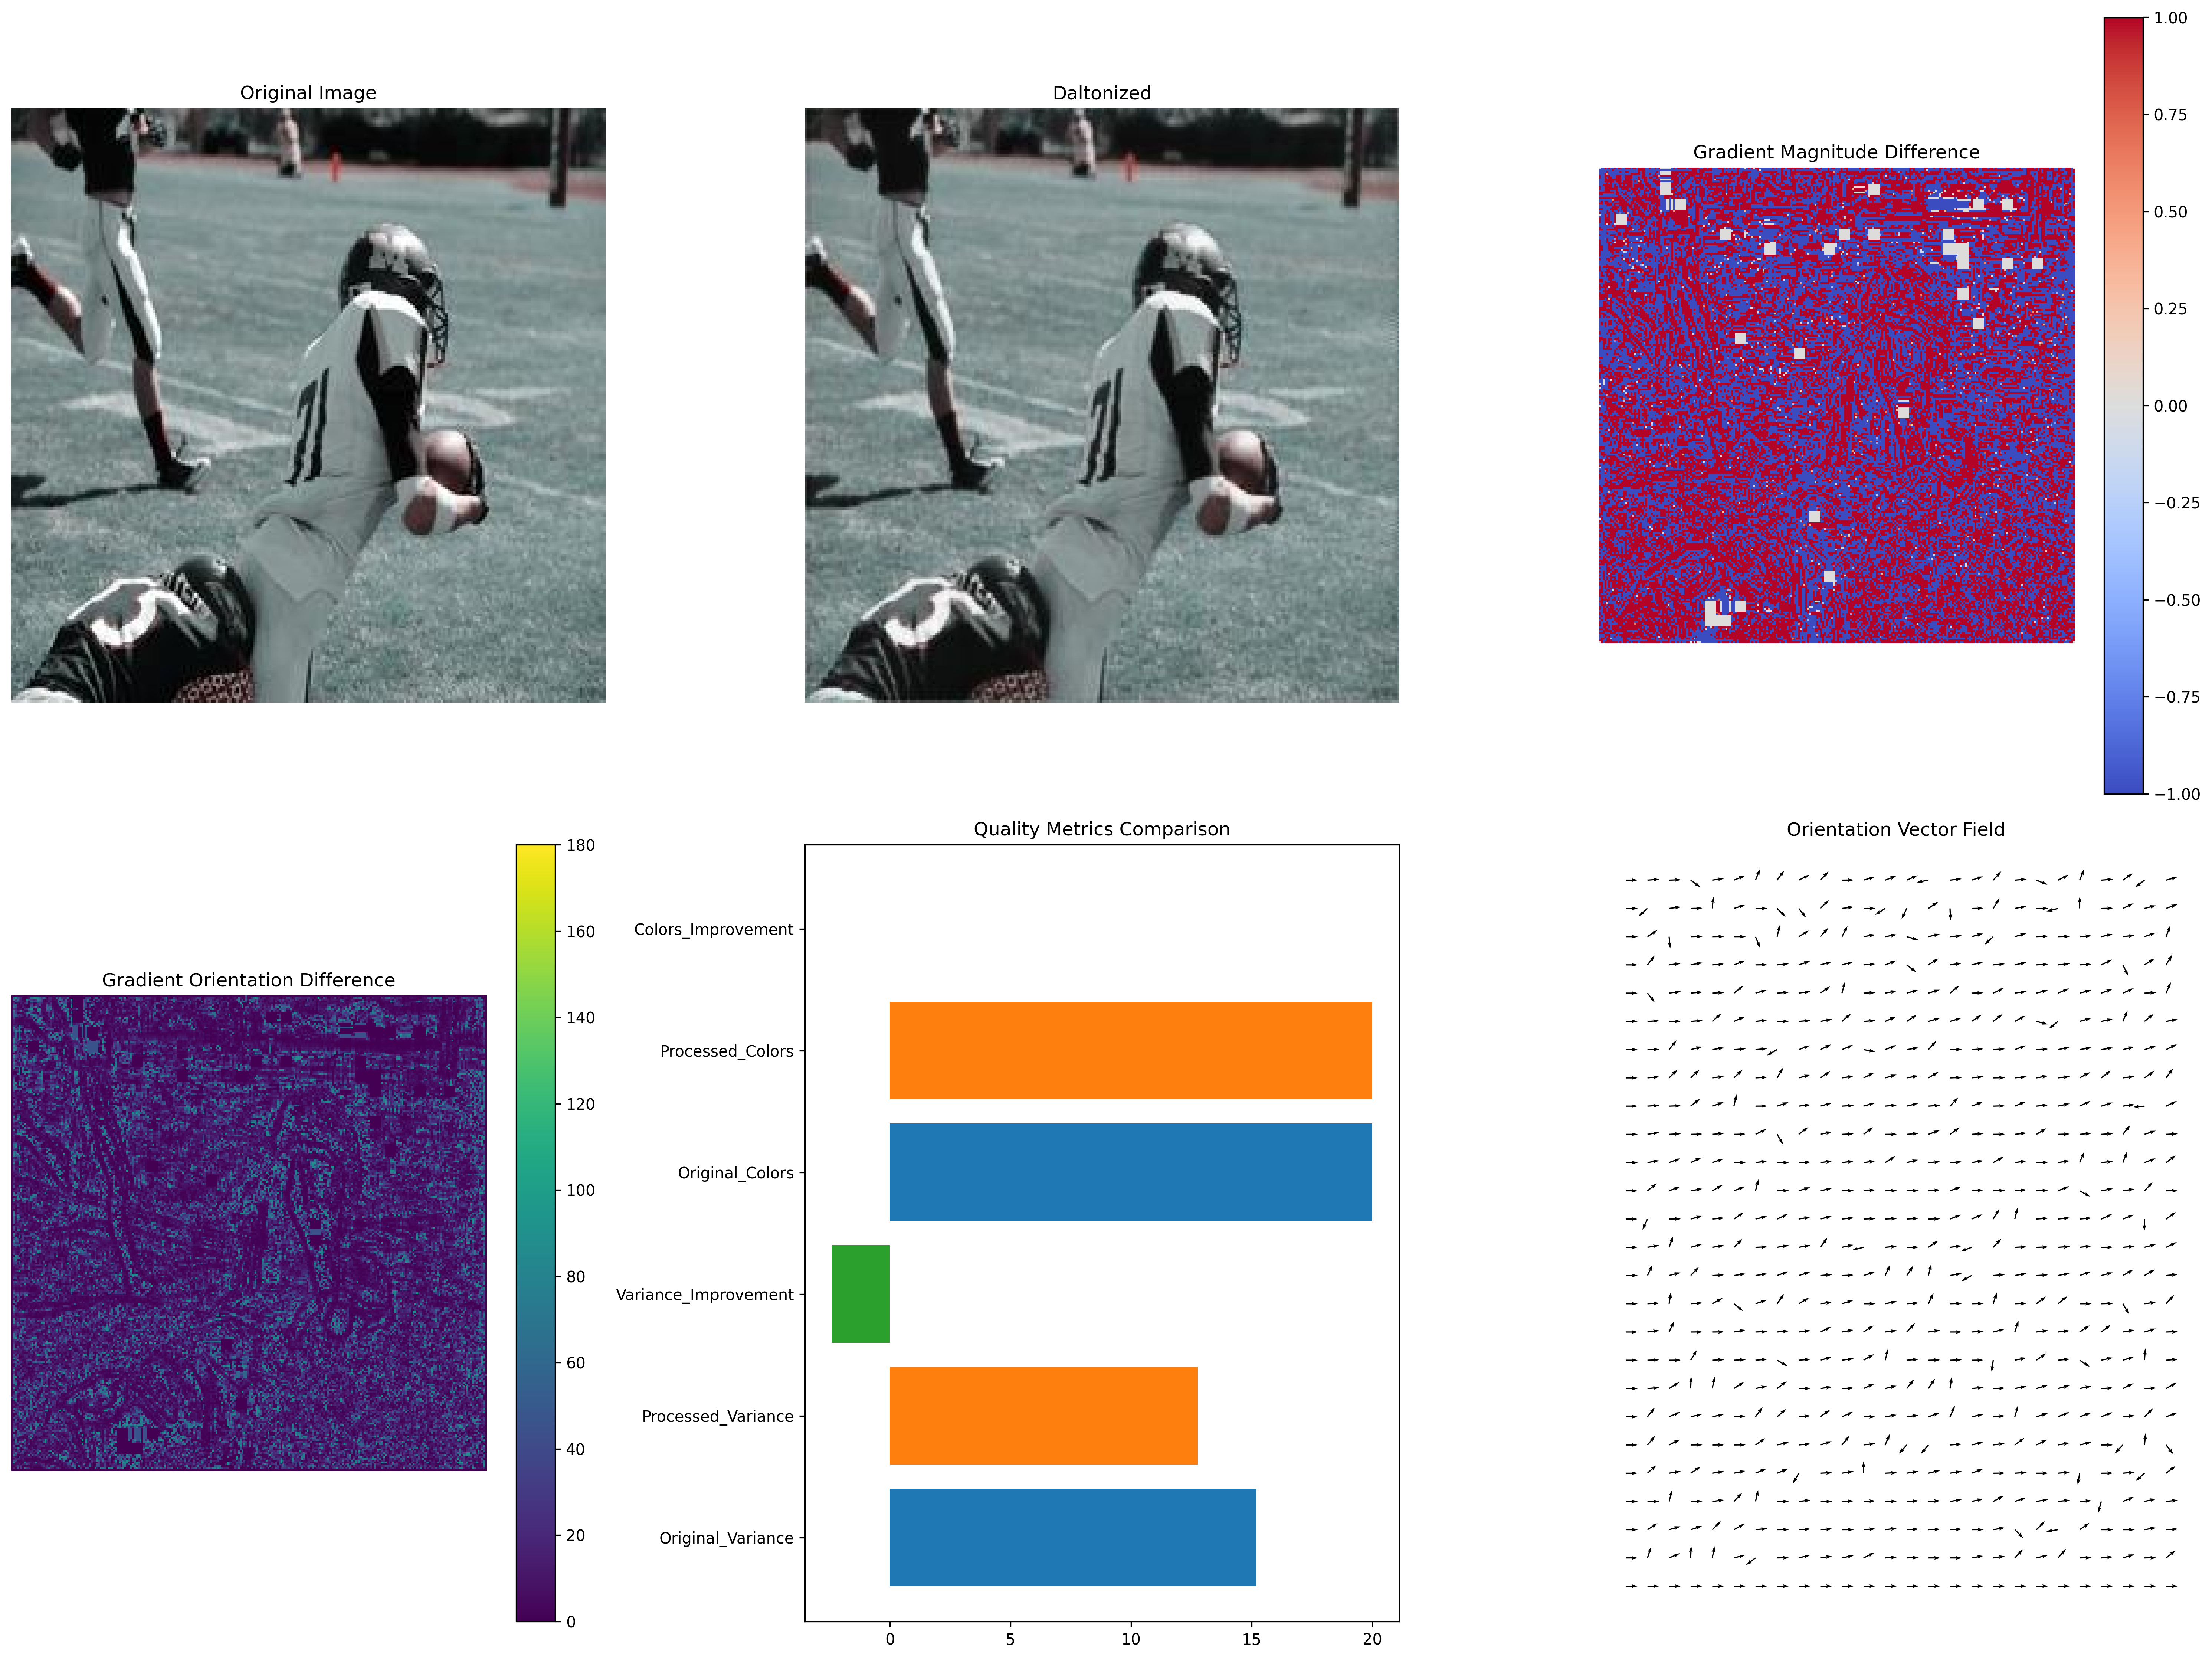 Original Image
Daltonized
Gradient Magnitude Difference
1.00
0.75
0.50
0.25
0.00
−0.25
−0.50
−0.75
−1.00
M
71
Gradient Orientation Difference
180
160
140
120
100
80
60
40
20
0
Quality Metrics Comparison
Colors_Improvement
Processed_Colors
Original_Colors
Variance_Improvement
Processed_Variance
Original_Variance
0 5 10 15 20
Orientation Vector Field